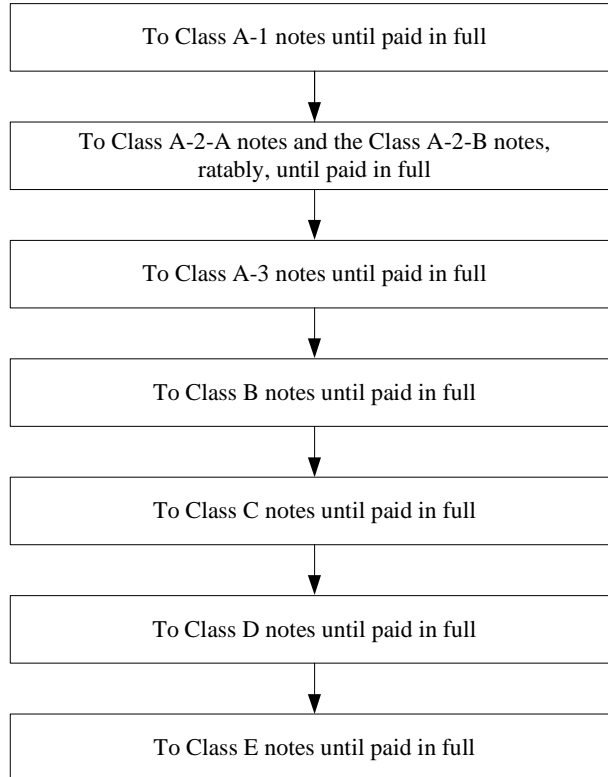 To Class A-1 notes until paid in full
To Class A-2-A notes and the Class A-2-B notes,
ratably, until paid in full
To Class A-3 notes until paid in full
To Class B notes until paid in full
To Class C notes until paid in full
To Class D notes until paid in full
To Class E notes until paid in full